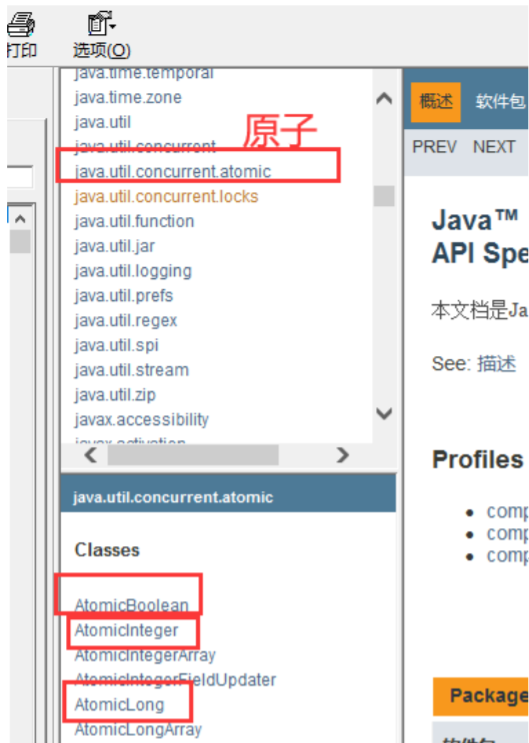 打印
选项(O)
java.time.temporal
java.time.zone
java.util
原子
java.util.concurrent
java.util.concurrent.atomic
java.util.concurrent.locks
java.util.function
java.util.jar
java.util.logging
java.util.prefs
java.util.regex
java.util.spi
java.util.stream
java.util.zip
javax.accessibility
javax.activation
java.util.concurrent.atomic
Classes
AtomicBoolean
AtomicInteger
AtomicIntegerArray
AtomicIntegerFieldUpdater
AtomicLong
AtomicLongArray
概述 软件包
PREV NEXT
Java™
API Spe
本文档是Ja
See: 描述
Profiles
comp
comp
comp
Package
软件包